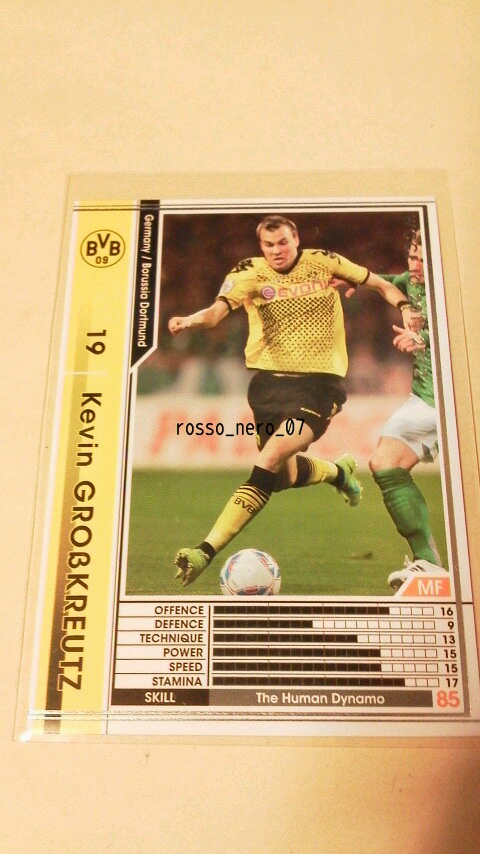 BVB
09
Germany / Borussia Dortmund
19 Kevin GROßKREUTZ
EVONIK
rosso_nero_07
BVB
MF
OFFENCE 16
DEFENCE 9
TECHNIQUE 13
POWER 15
SPEED 15
STAMINA 17
SKILL The Human Dynamo 85